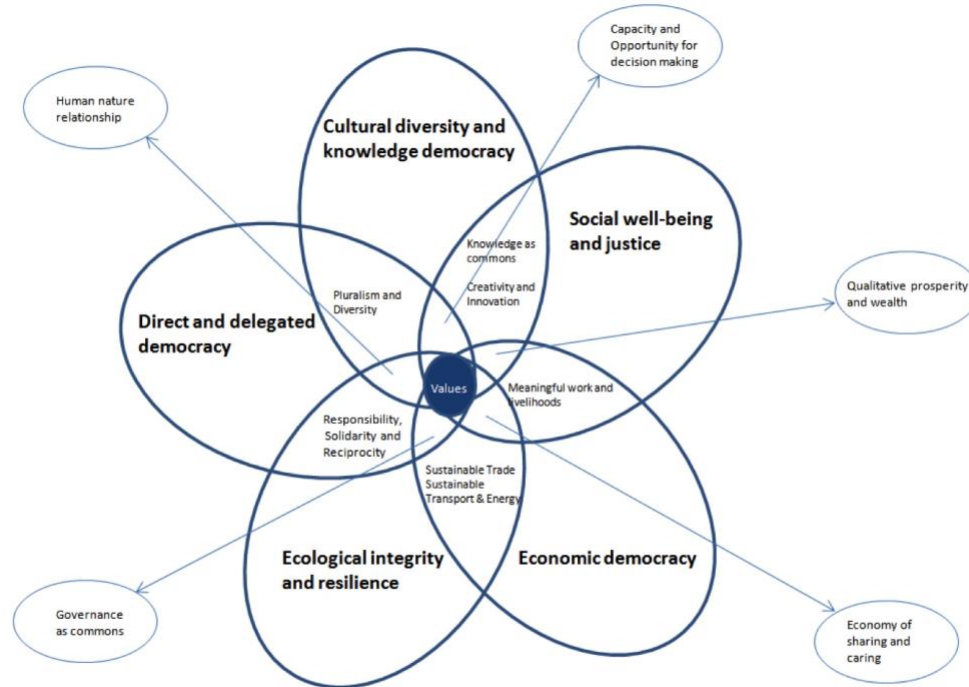 Capacity and
Opportunity for
decision making
Human nature
relationship
Cultural diversity and
knowledge democracy
Social well-being
and justice
Knowledge as
commons
Creativity and
Innovation
Qualitative prosperity
and wealth
Pluralism and
Diversity
Direct and delegated
democracy
Values
Meaningful work and
livelihoods
Responsibility,
Solidarity and
Reciprocity
Sustainable Trade
Sustainable
Transport & Energy
Ecological integrity
and resilience
Economic democracy
Governance
as commons
Economy of
sharing and
caring